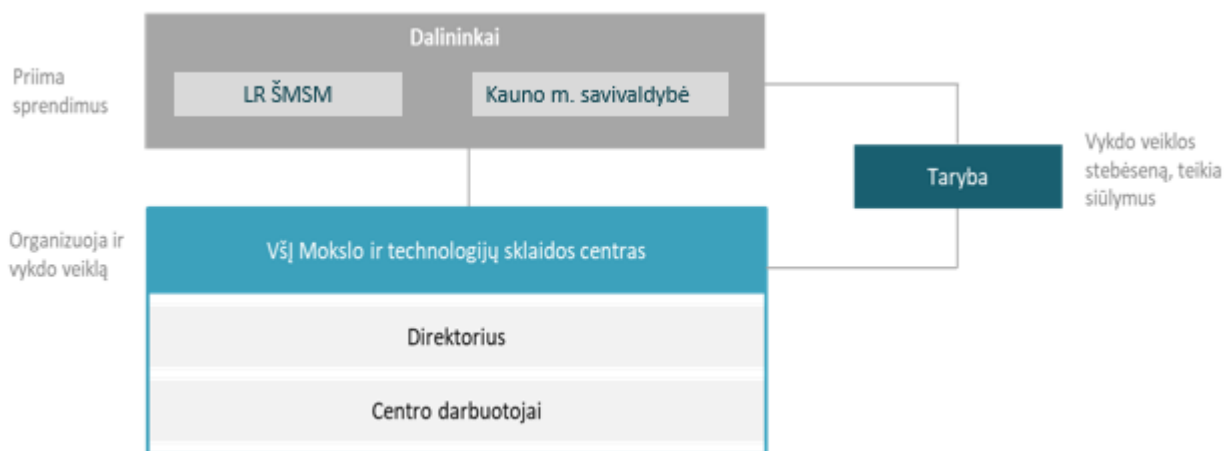 Dalininkai
Priima
sprendimus
LR ŠMSM
Kauno m. savivaldybė
Taryba
Vykdo veiklos
stebėseną, teikia
siūlymus
Organizuoja ir
vykdo veiklą
VšĮ Mokslo ir technologijų sklaidos centras
Direktorius
Centro darbuotojai